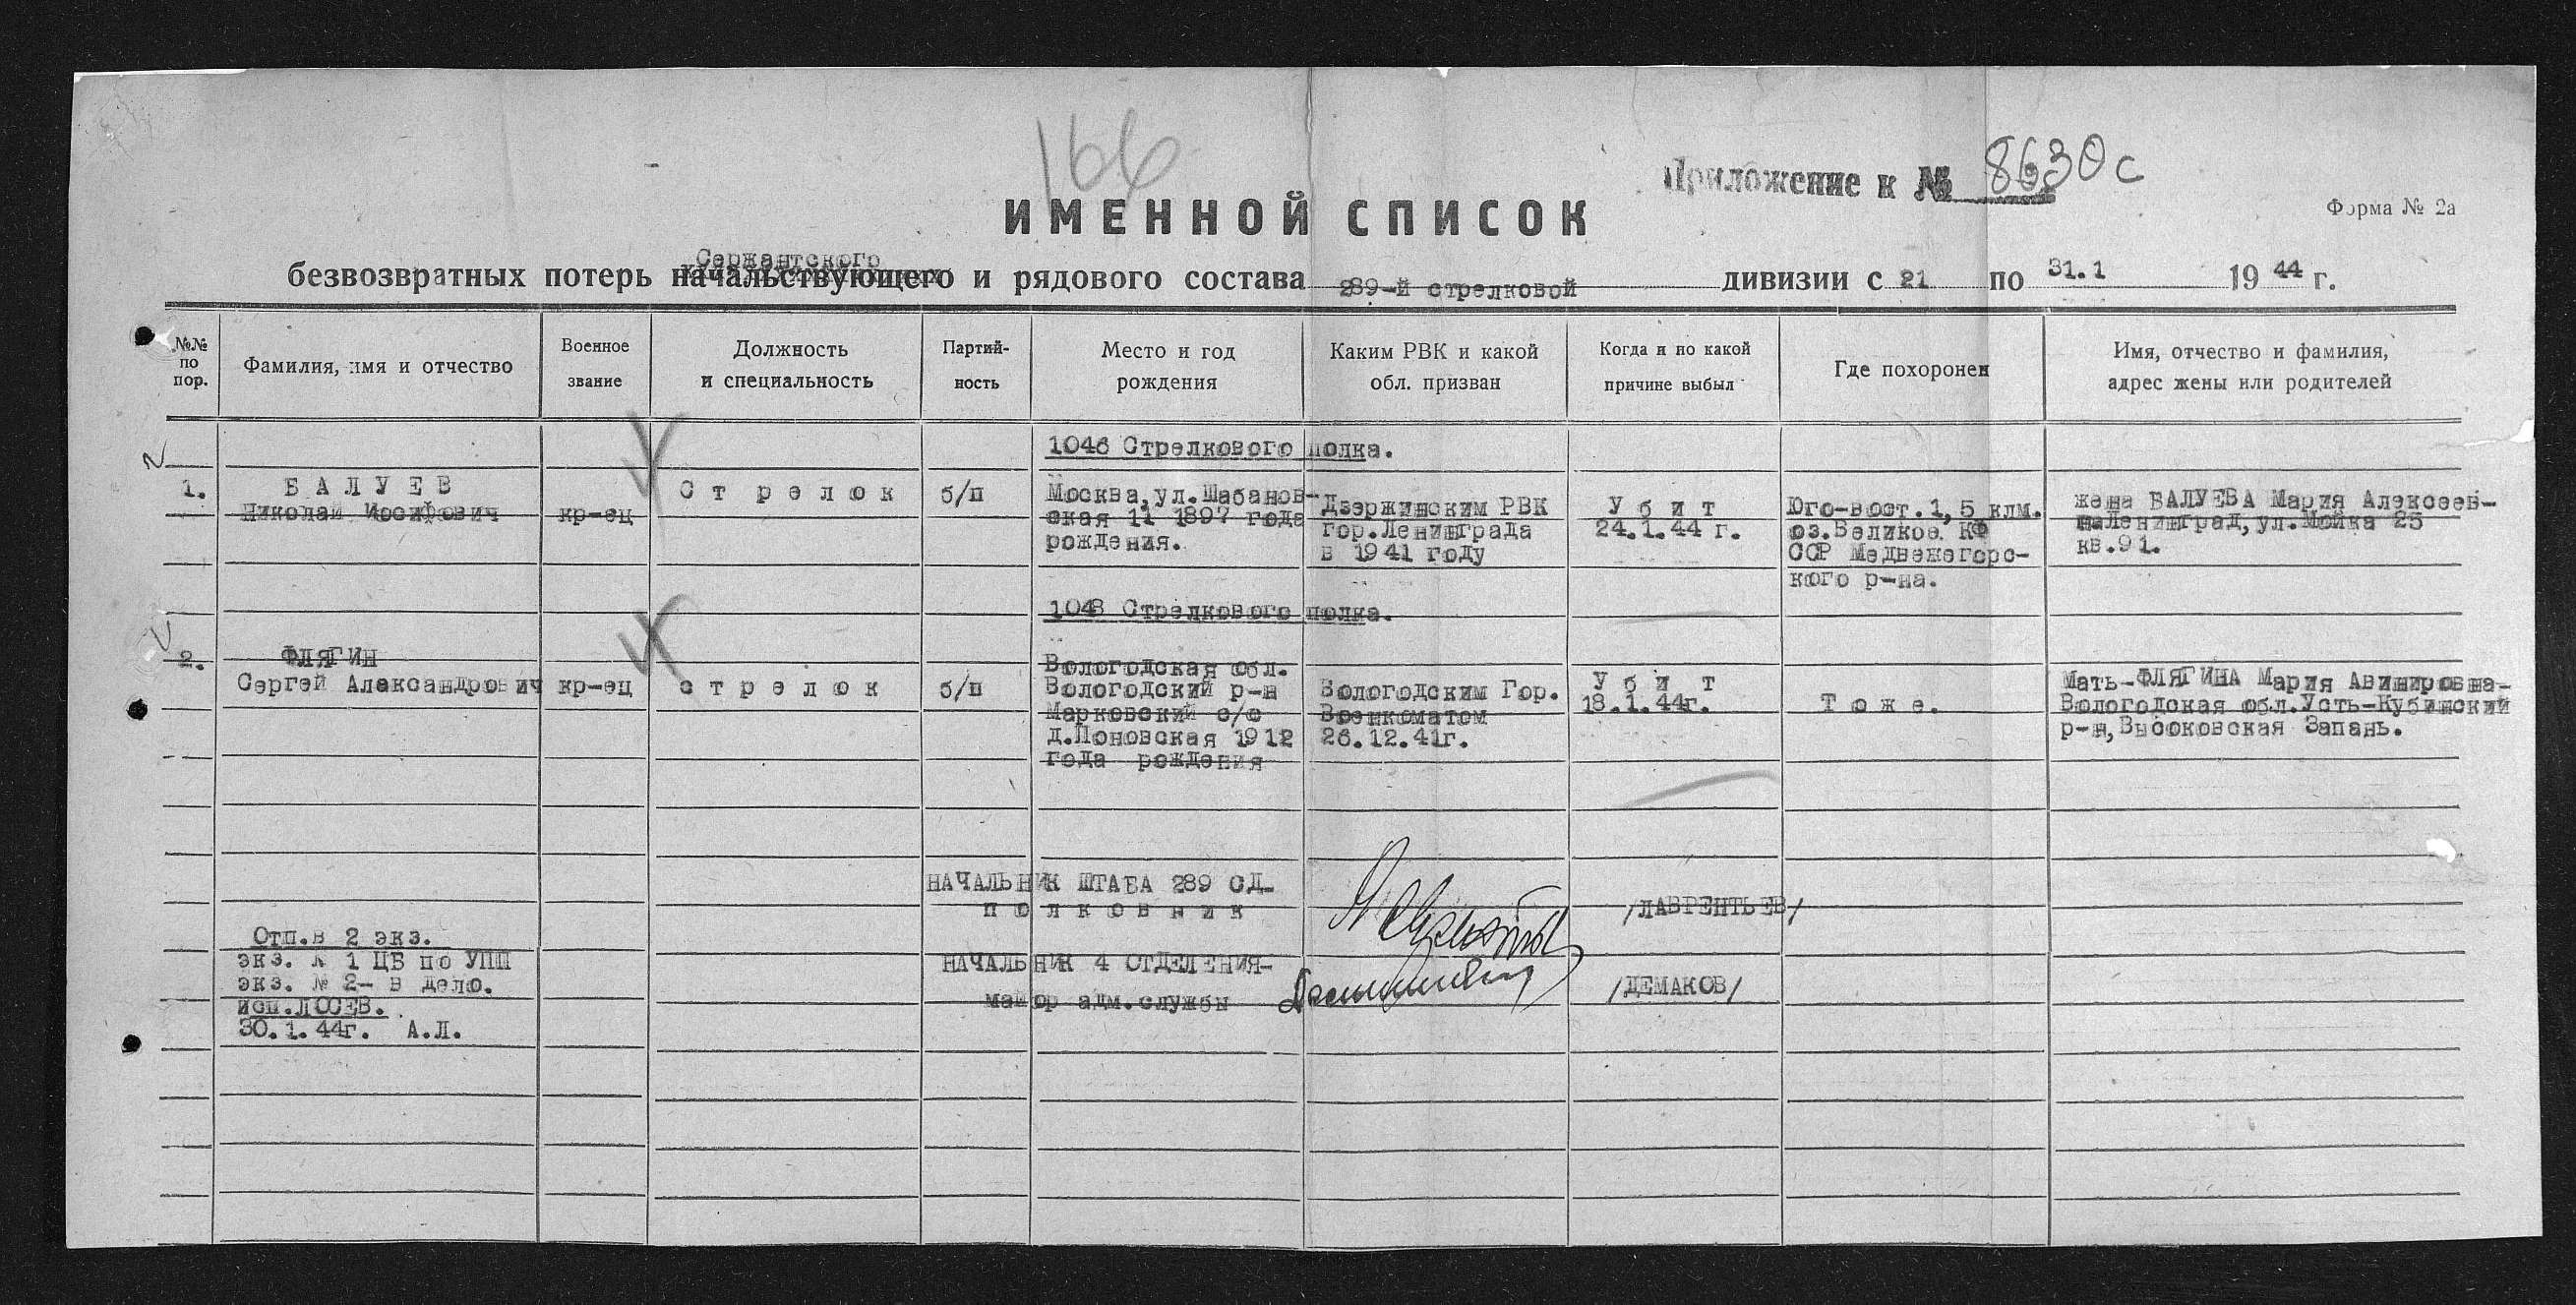 166
Приложение к № 8630с
ИМЕННОЙ СПИСОК
Форма № 2а
Сержантского
безвозвратных потерь начальствующего и рядового состава 289-й стрелковой дивизии с 21 по 31.1 1944 г.
№№ по пор.
Фамилия, имя и отчество
Военное звание
Должность и специальность
Партий-ность
Место и год рождения
Каким РВК и какой обл. призван
Когда и по какой причине выбыл
Где похоронен
Имя, отчество и фамилия, адрес жены или родителей
1046 Стрелкового полка.
1.
БАЛУЕВ
Николай Иосифович
кр-ец
Стрелок
б/п
Москва, ул. Шабанов-
ская 11 1897 года
рождения.
Дзержинским РВК
гор. Ленинграда
в 1941 году
Убит
24.1.44 г.
Юго-вост. 1,5 клм.
оз. Великое КФ
ССР Медвежегорс-
кого р-на.
жена БАЛУЕВА Мария Алексеев-
на Ленинград, ул. Мойка 25
кв. 91.
1048 Стрелкового полка.
2.
ФЛЯГИН
Сергей Александрович
кр-ец
стрелок
б/п
Вологодская обл.
Вологодский р-н
Марковский с/с
д. Поновская 1912
года рождения
Вологодским Гор.
Военкоматом
26.12.41г.
Убит
18.1.44г.
Тоже.
Мать-ФЛЯГИНА Мария Авинировна-
Вологодская обл. Усть-Кубинский
р-н, Высоковская Запань.
НАЧАЛЬНИК ШТАБА 289 СД-
полковник
/ЛАВРЕНТЬЕВ/
НАЧАЛЬНИК 4 ОТДЕЛЕНИЯ-
майор адм. службы
/ДЕМАКОВ/
Отп. в 2 экз.
экз. № 1 ЦБ по УПП
экз. № 2- в дело.
исп. ЛОСЕВ.
30.1.44г. А.Л.